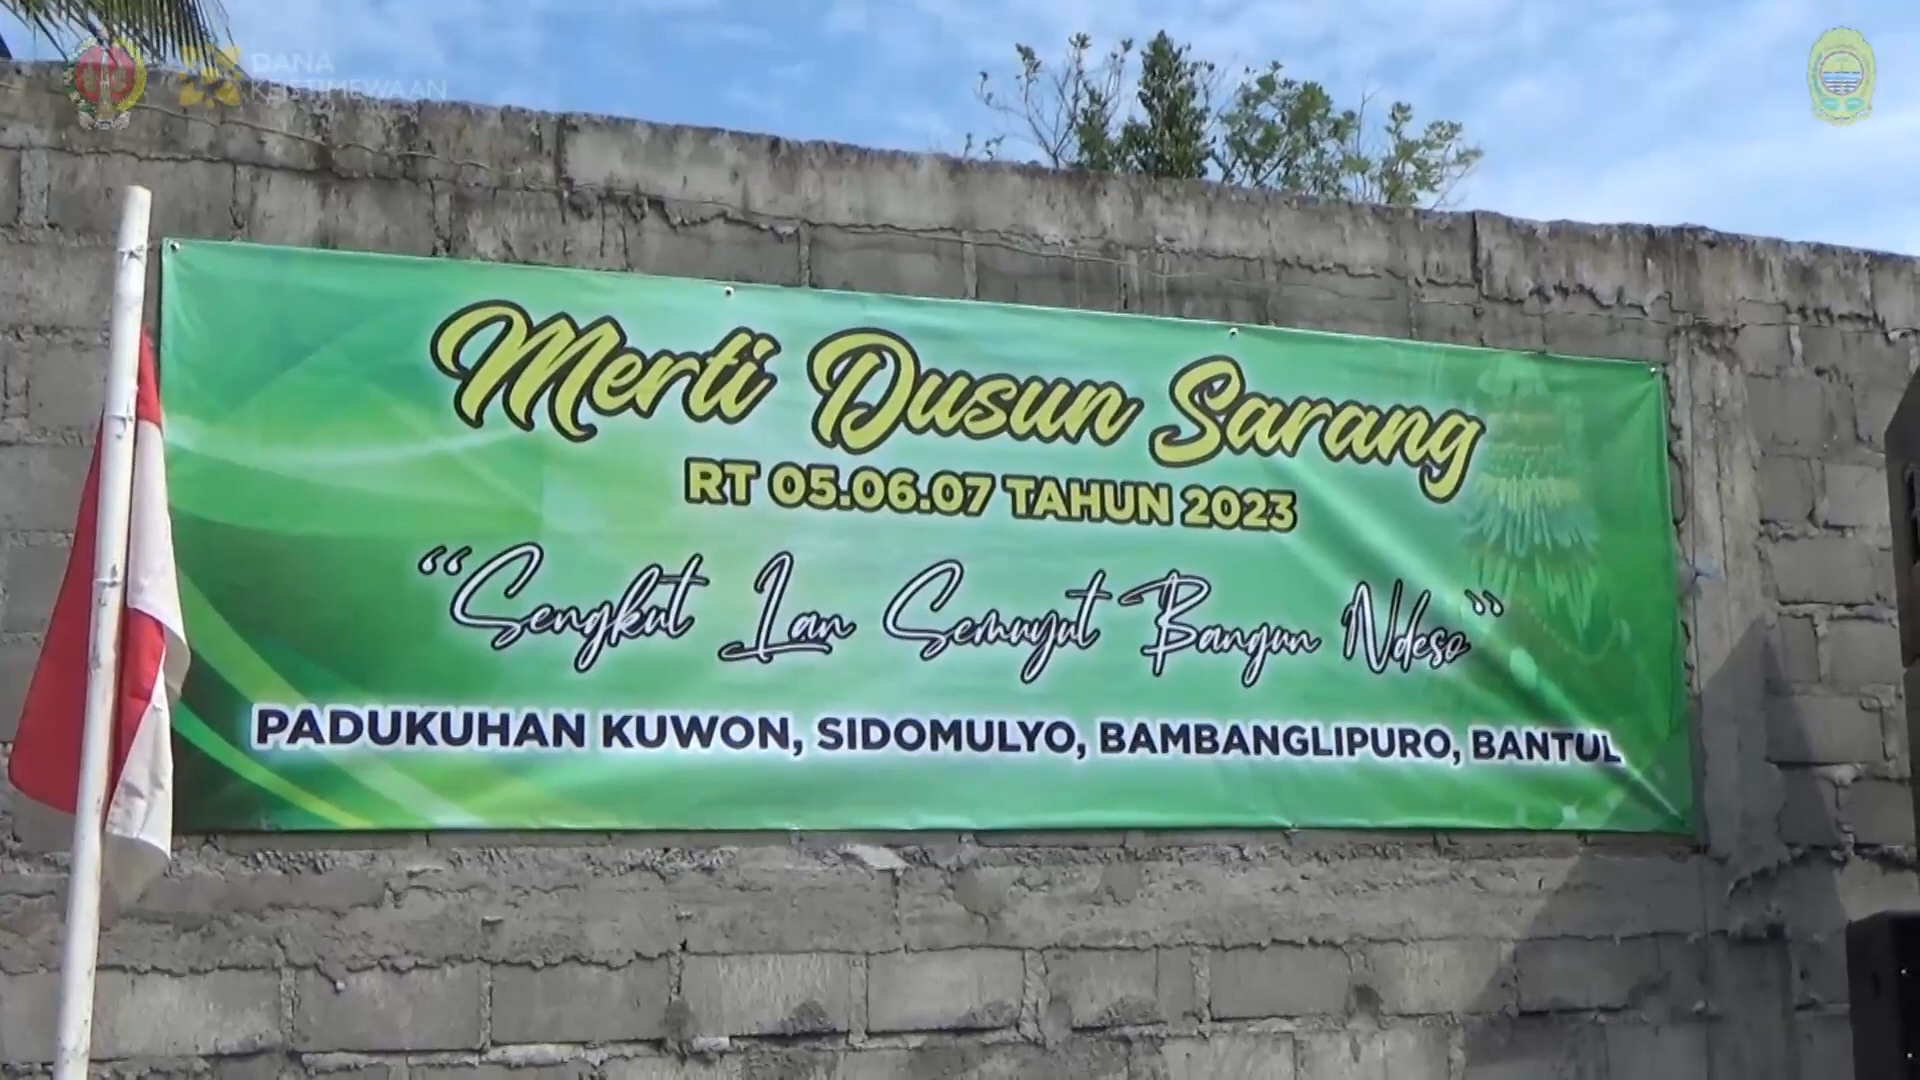 DANA
KEISTIMEWAAN
Merti Dusun Sarang
RT 05.06.07 TAHUN 2023
“Sengkut Lan Semuyut Bangun Ndeso”
PADUKUHAN KUWON, SIDOMULYO, BAMBANGLIPURO, BANTUL